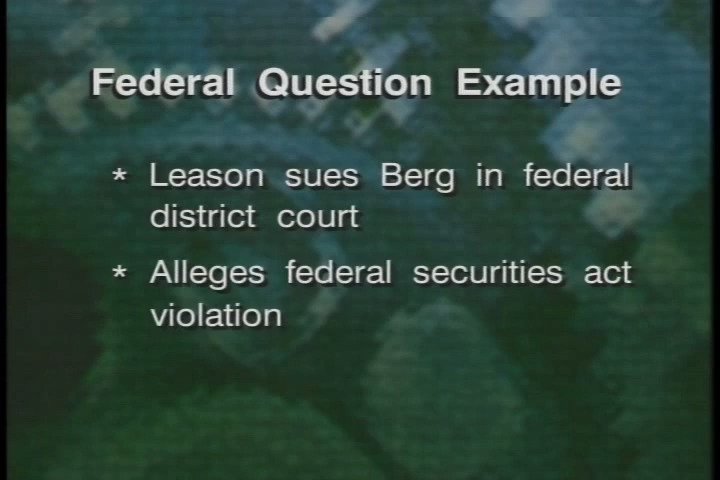 Federal Question Example
* Leason sues Berg in federal
district court
* Alleges federal securities act
violation